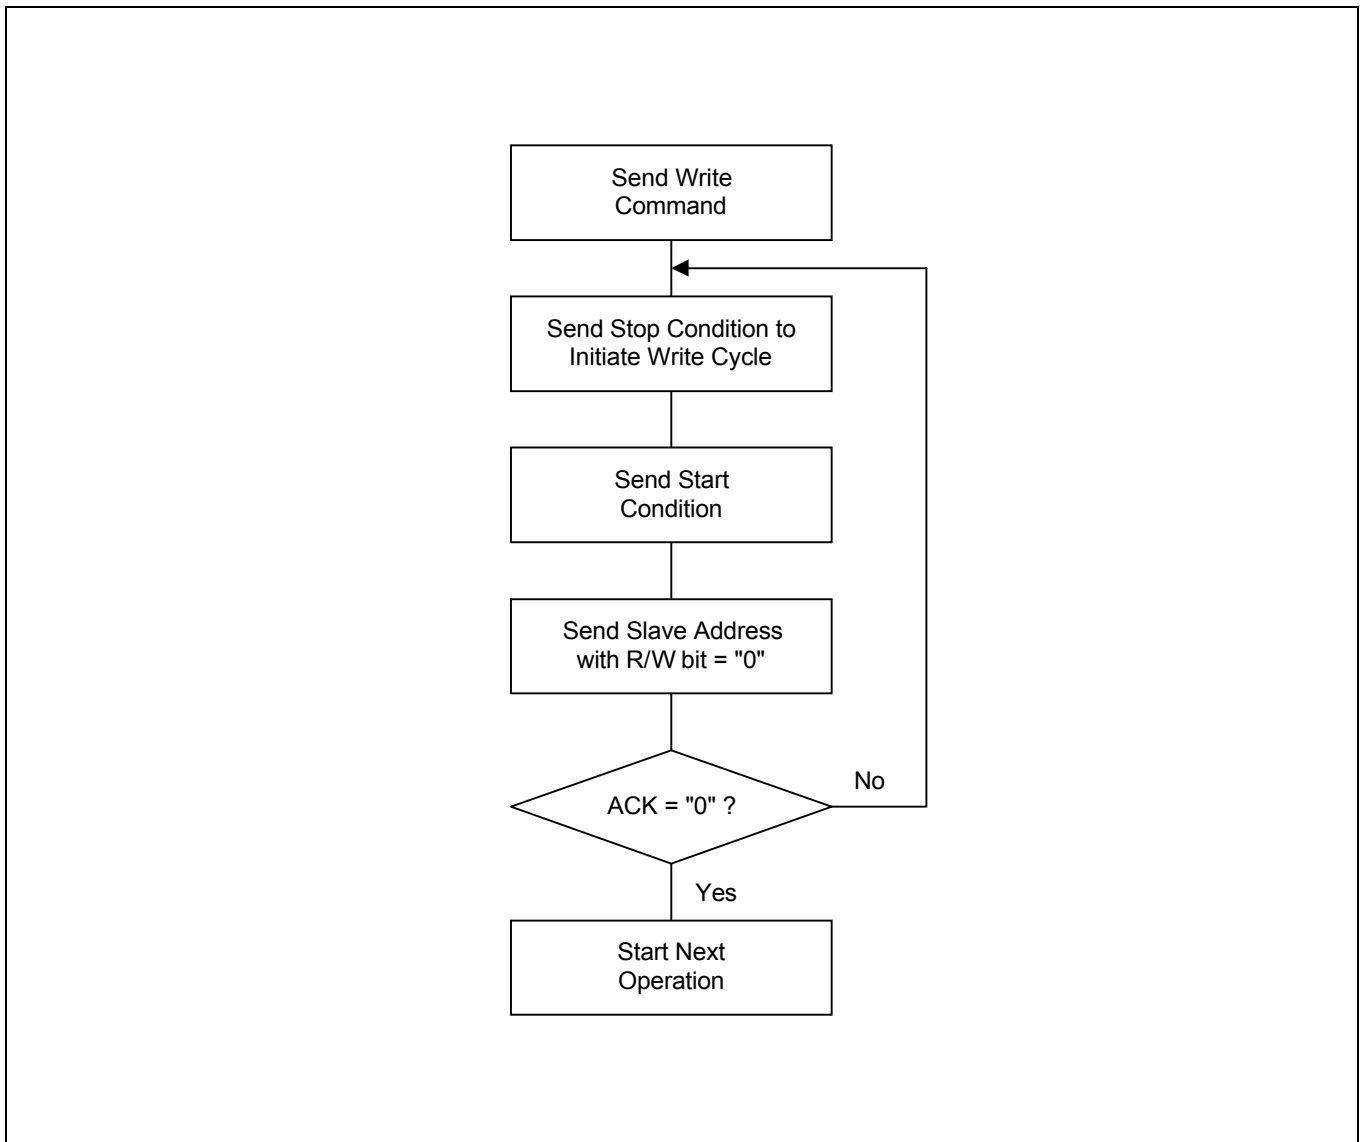 Send Write
Command
Send Stop Condition to
Initiate Write Cycle
Send Start
Condition
Send Slave Address
with R/W bit = "0"
ACK = "0" ?
No
Yes
Start Next
Operation